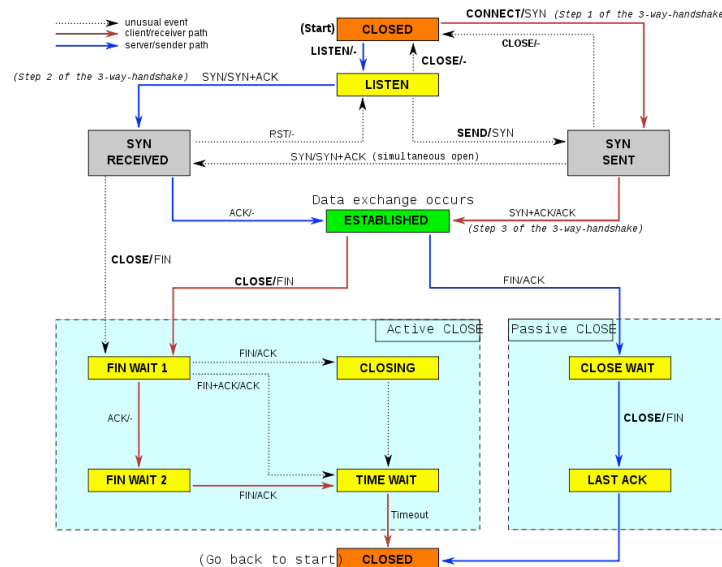 unusual event
client/receiver path
server/sender path
(Start)
CLOSED
CONNECT/SYN (Step 1 of the 3-way-handshake)
CLOSE/-
LISTEN/-
CLOSE/-
(Step 2 of the 3-way-handshake)
SYN/SYN+ACK
LISTEN
RST/-
SEND/SYN
SYN
RECEIVED
SYN
SENT
SYN/SYN+ACK (simultaneous open)
Data exchange occurs
ACK/-
ESTABLISHED
SYN+ACK/ACK
(Step 3 of the 3-way-handshake)
CLOSE/FIN
CLOSE/FIN
FIN/ACK
Active CLOSE
Passive CLOSE
FIN WAIT 1
FIN/ACK
CLOSING
CLOSE WAIT
FIN+ACK/ACK
ACK/-
CLOSE/FIN
FIN WAIT 2
FIN/ACK
TIME WAIT
LAST ACK
Timeout
(Go back to start)
CLOSED